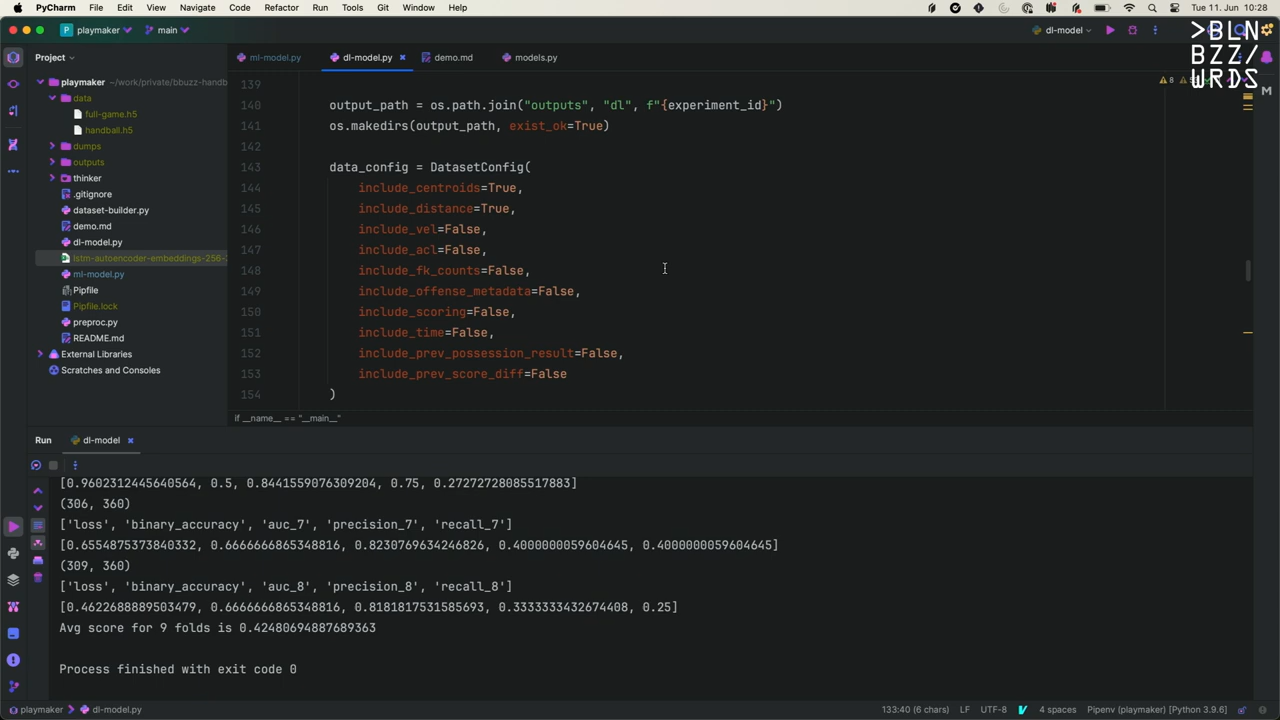 PyCharm File Edit View Navigate Code Refactor Run Tools Git Window Help Tue 11. Jun 10:28
playmaker main dl-model
>BLN
BZZ/
WRDS
Project
ml-model.py dl-model.py demo.md models.py
playmaker ~/work/private/bbuzz-handb
data
full-game.h5
handball.h5
dumps
outputs
thinker
.gitignore
dataset-builder.py
demo.md
dl-model.py
lstm-autoencoder-embeddings-256-
ml-model.py
Pipfile
Pipfile.lock
preproc.py
README.md
External Libraries
Scratches and Consoles
139
140 output_path = os.path.join("outputs", "dl", f"{experiment_id}")
141 os.makedirs(output_path, exist_ok=True)
142
143 data_config = DatasetConfig(
144 include_centroids=True,
145 include_distance=True,
146 include_vel=False,
147 include_acl=False,
148 include_fk_counts=False,
149 include_offense_metadata=False,
150 include_scoring=False,
151 include_time=False,
152 include_prev_possession_result=False,
153 include_prev_score_diff=False
154 )
8
if __name__ == "__main__"
Run dl-model
[0.9602312445640564, 0.5, 0.8441559076309204, 0.75, 0.27272728085517883]
(306, 360)
['loss', 'binary_accuracy', 'auc_7', 'precision_7', 'recall_7']
[0.6554875373840332, 0.6666666865348816, 0.8230769634246826, 0.4000000059604645, 0.4000000059604645]
(309, 360)
['loss', 'binary_accuracy', 'auc_8', 'precision_8', 'recall_8']
[0.4622688889503479, 0.6666666865348816, 0.8181817531585693, 0.3333333432674408, 0.25]
Avg score for 9 folds is 0.42480694887689363
Process finished with exit code 0
playmaker dl-model.py 133:40 (6 chars) LF UTF-8 4 spaces Pipenv (playmaker) [Python 3.9.6]